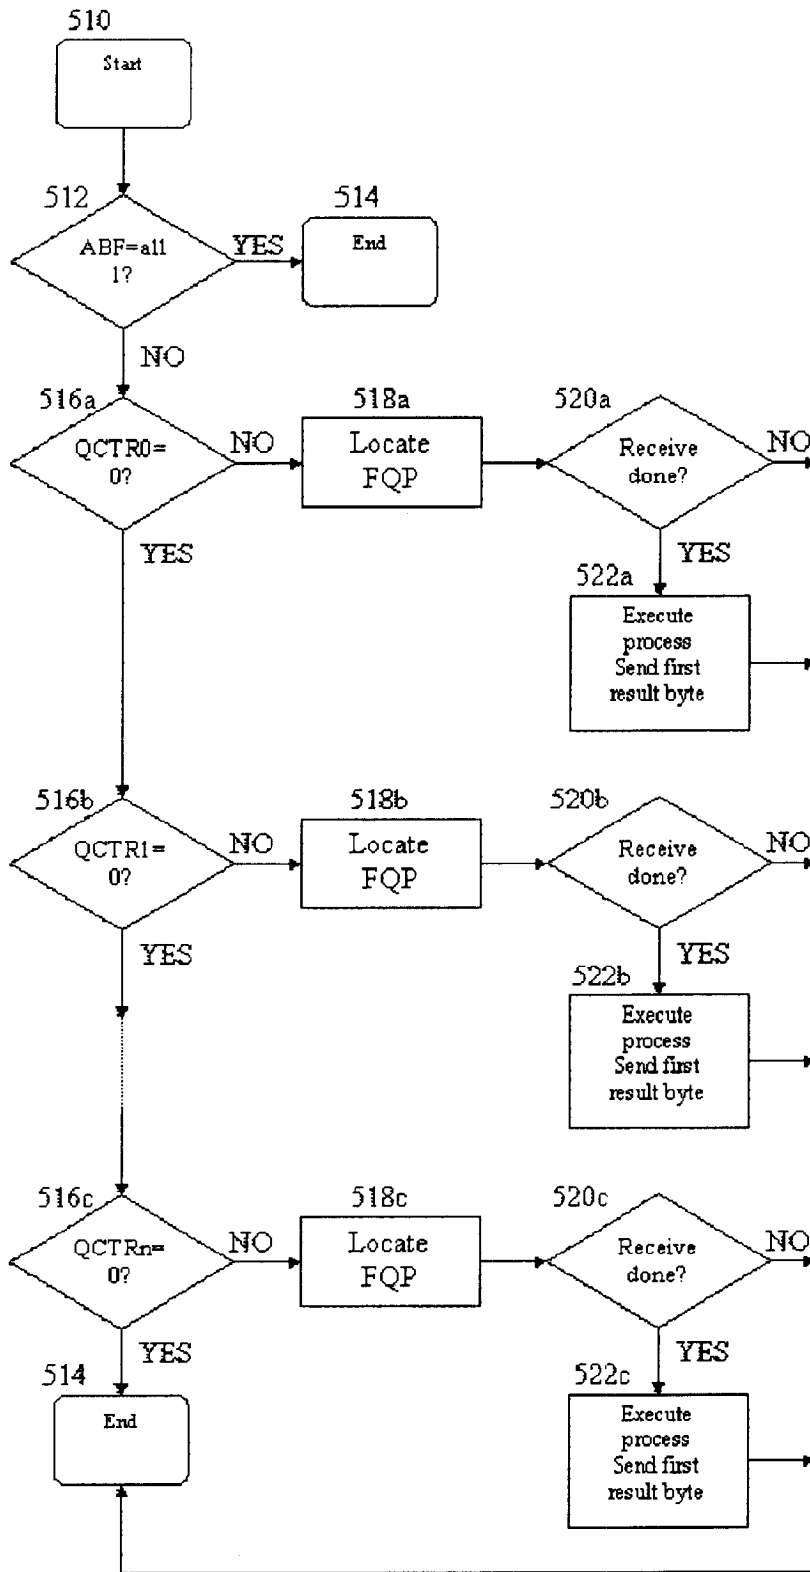 510
Start
512
ABF=all
1?
YES
514
End
NO
516a
QCTR0=
0?
NO
518a
Locate
FQP
520a
Receive
done?
NO
YES
YES
522a
Execute
process
Send first
result byte
516b
QCTR1=
0?
NO
518b
Locate
FQP
520b
Receive
done?
NO
YES
YES
522b
Execute
process
Send first
result byte
516c
QCTRn=
0?
NO
518c
Locate
FQP
520c
Receive
done?
NO
YES
YES
514
End
522c
Execute
process
Send first
result byte